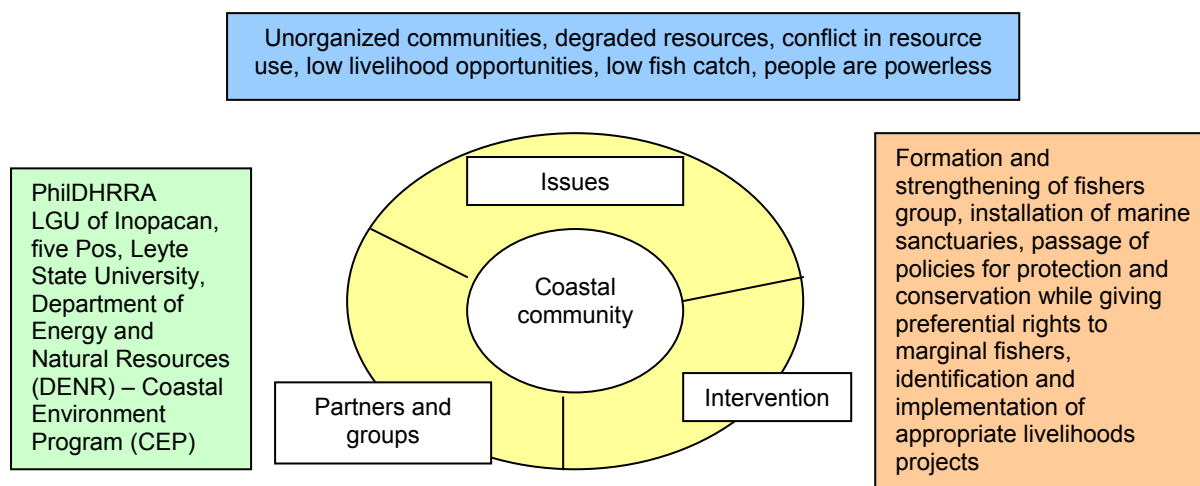 Unorganized communities, degraded resources, conflict in resource
use, low livelihood opportunities, low fish catch, people are powerless
PhilDHRRA
LGU of Inopacan,
five Pos, Leyte
State University,
Department of
Energy and
Natural Resources
(DENR) – Coastal
Environment
Program (CEP)
Issues
Coastal
community
Partners and
groups
Intervention
Formation and
strengthening of fishers
group, installation of marine
sanctuaries, passage of
policies for protection and
conservation while giving
preferential rights to
marginal fishers,
identification and
implementation of
appropriate livelihoods
projects